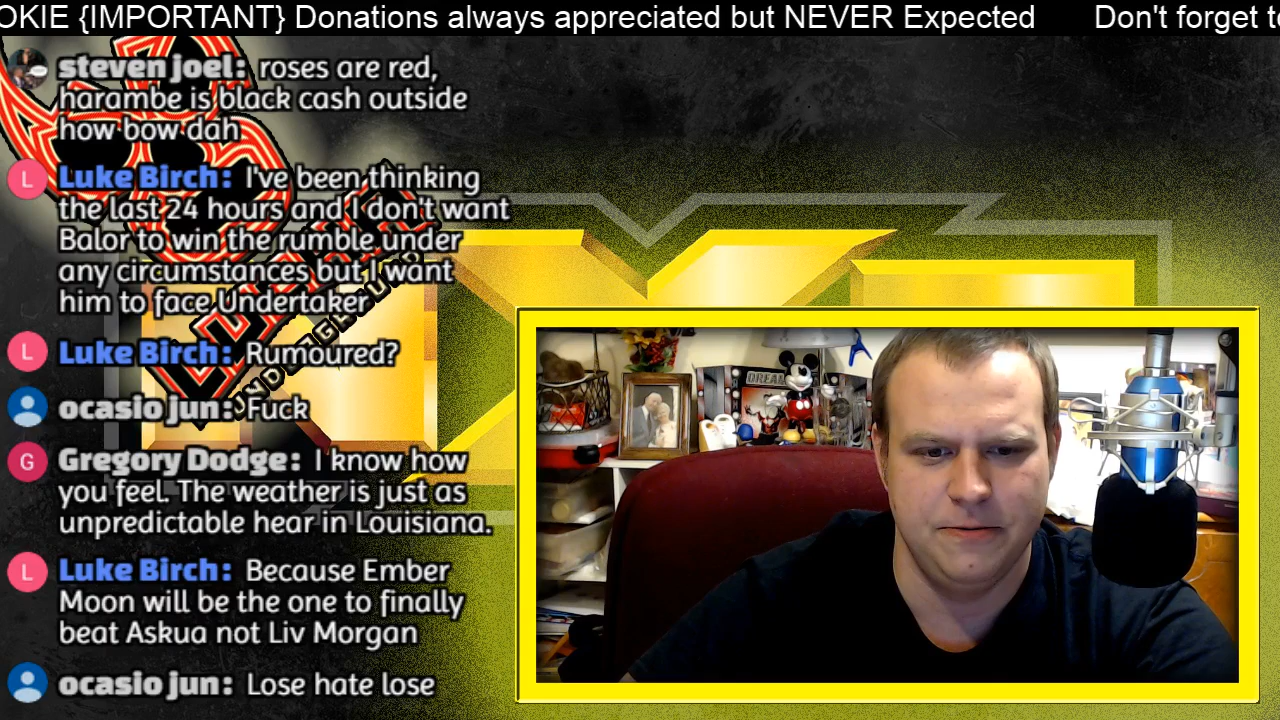 OKIE {IMPORTANT} Donations always appreciated but NEVER Expected Don't forget to
steven joel: roses are red,
harambe is black cash outside
how bow dah
L Luke Birch: I've been thinking
the last 24 hours and I don't want
Balor to win the rumble under
any circumstances but I want
him to face Undertaker
L Luke Birch: Rumoured?
ocasio jun: Fuck
G Gregory Dodge: I know how
you feel. The weather is just as
unpredictable hear in Louisiana.
L Luke Birch: Because Ember
Moon will be the one to finally
beat Askua not Liv Morgan
ocasio jun: Lose hate lose
DREAM